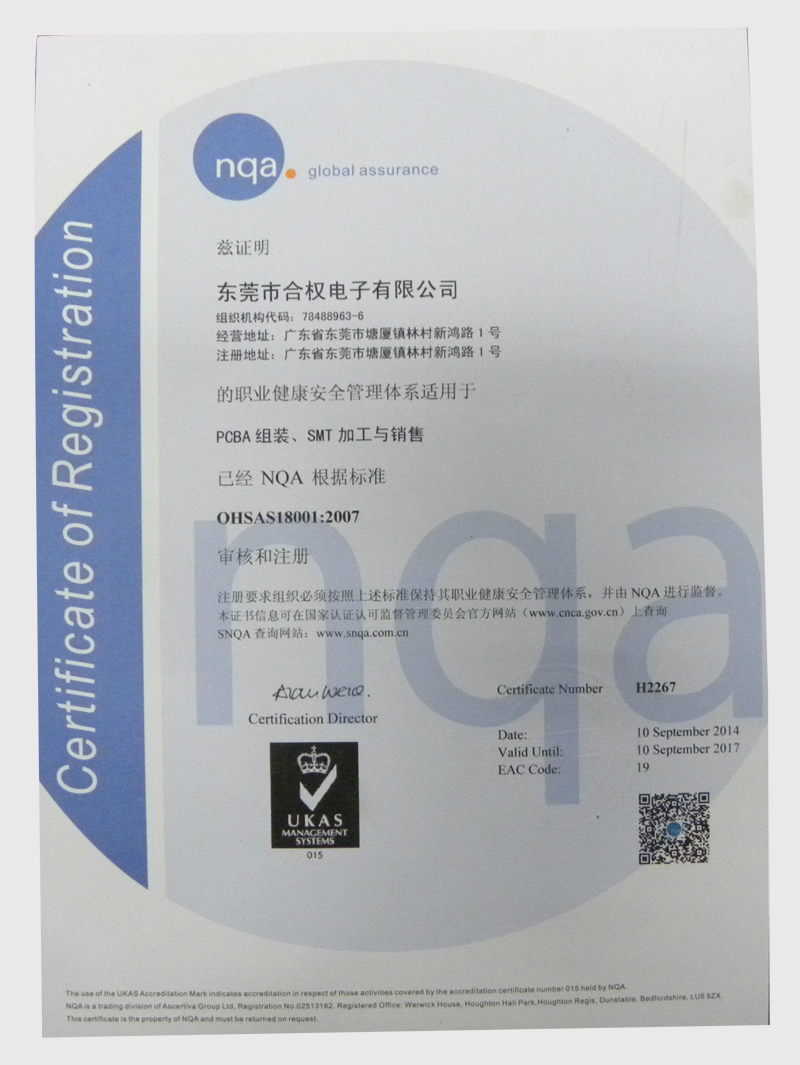 nqa.
global assurance
Certificate of Registration
兹证明
东莞市合权电子有限公司
组织机构代码：78488963-6
经营地址：广东省东莞市塘厦镇林村新鸿路 1 号
注册地址：广东省东莞市塘厦镇林村新鸿路 1 号
的职业健康安全管理体系适用于
PCBA 组装、SMT 加工与销售
已经 NQA 根据标准
OHSAS18001:2007
审核和注册
注册要求组织必须按照上述标准保持其职业健康安全管理体系，并由 NQA 进行监督。
本证书信息可在国家认证认可监督管理委员会官方网站（www.cnca.gov.cn）上查询
SNQA 查询网站：www.snqa.com.cn
nqa
Certification Director
Certificate Number H2267
Date: 10 September 2014
Valid Until: 10 September 2017
EAC Code: 19
UKAS
MANAGEMENT
SYSTEMS
015
The use of the UKAS Accreditation Mark indicates accreditation in respect of those activities covered by the accreditation certificate number 015 held by NQA.
NQA is a trading division of Ascertiva Group Ltd, Registration No.02513162. Registered Office: Warwick House, Houghton Hall Park, Houghton Regis, Dunstable, Bedfordshire, LU5 5ZX.
This certificate is the property of NQA and must be returned on request.